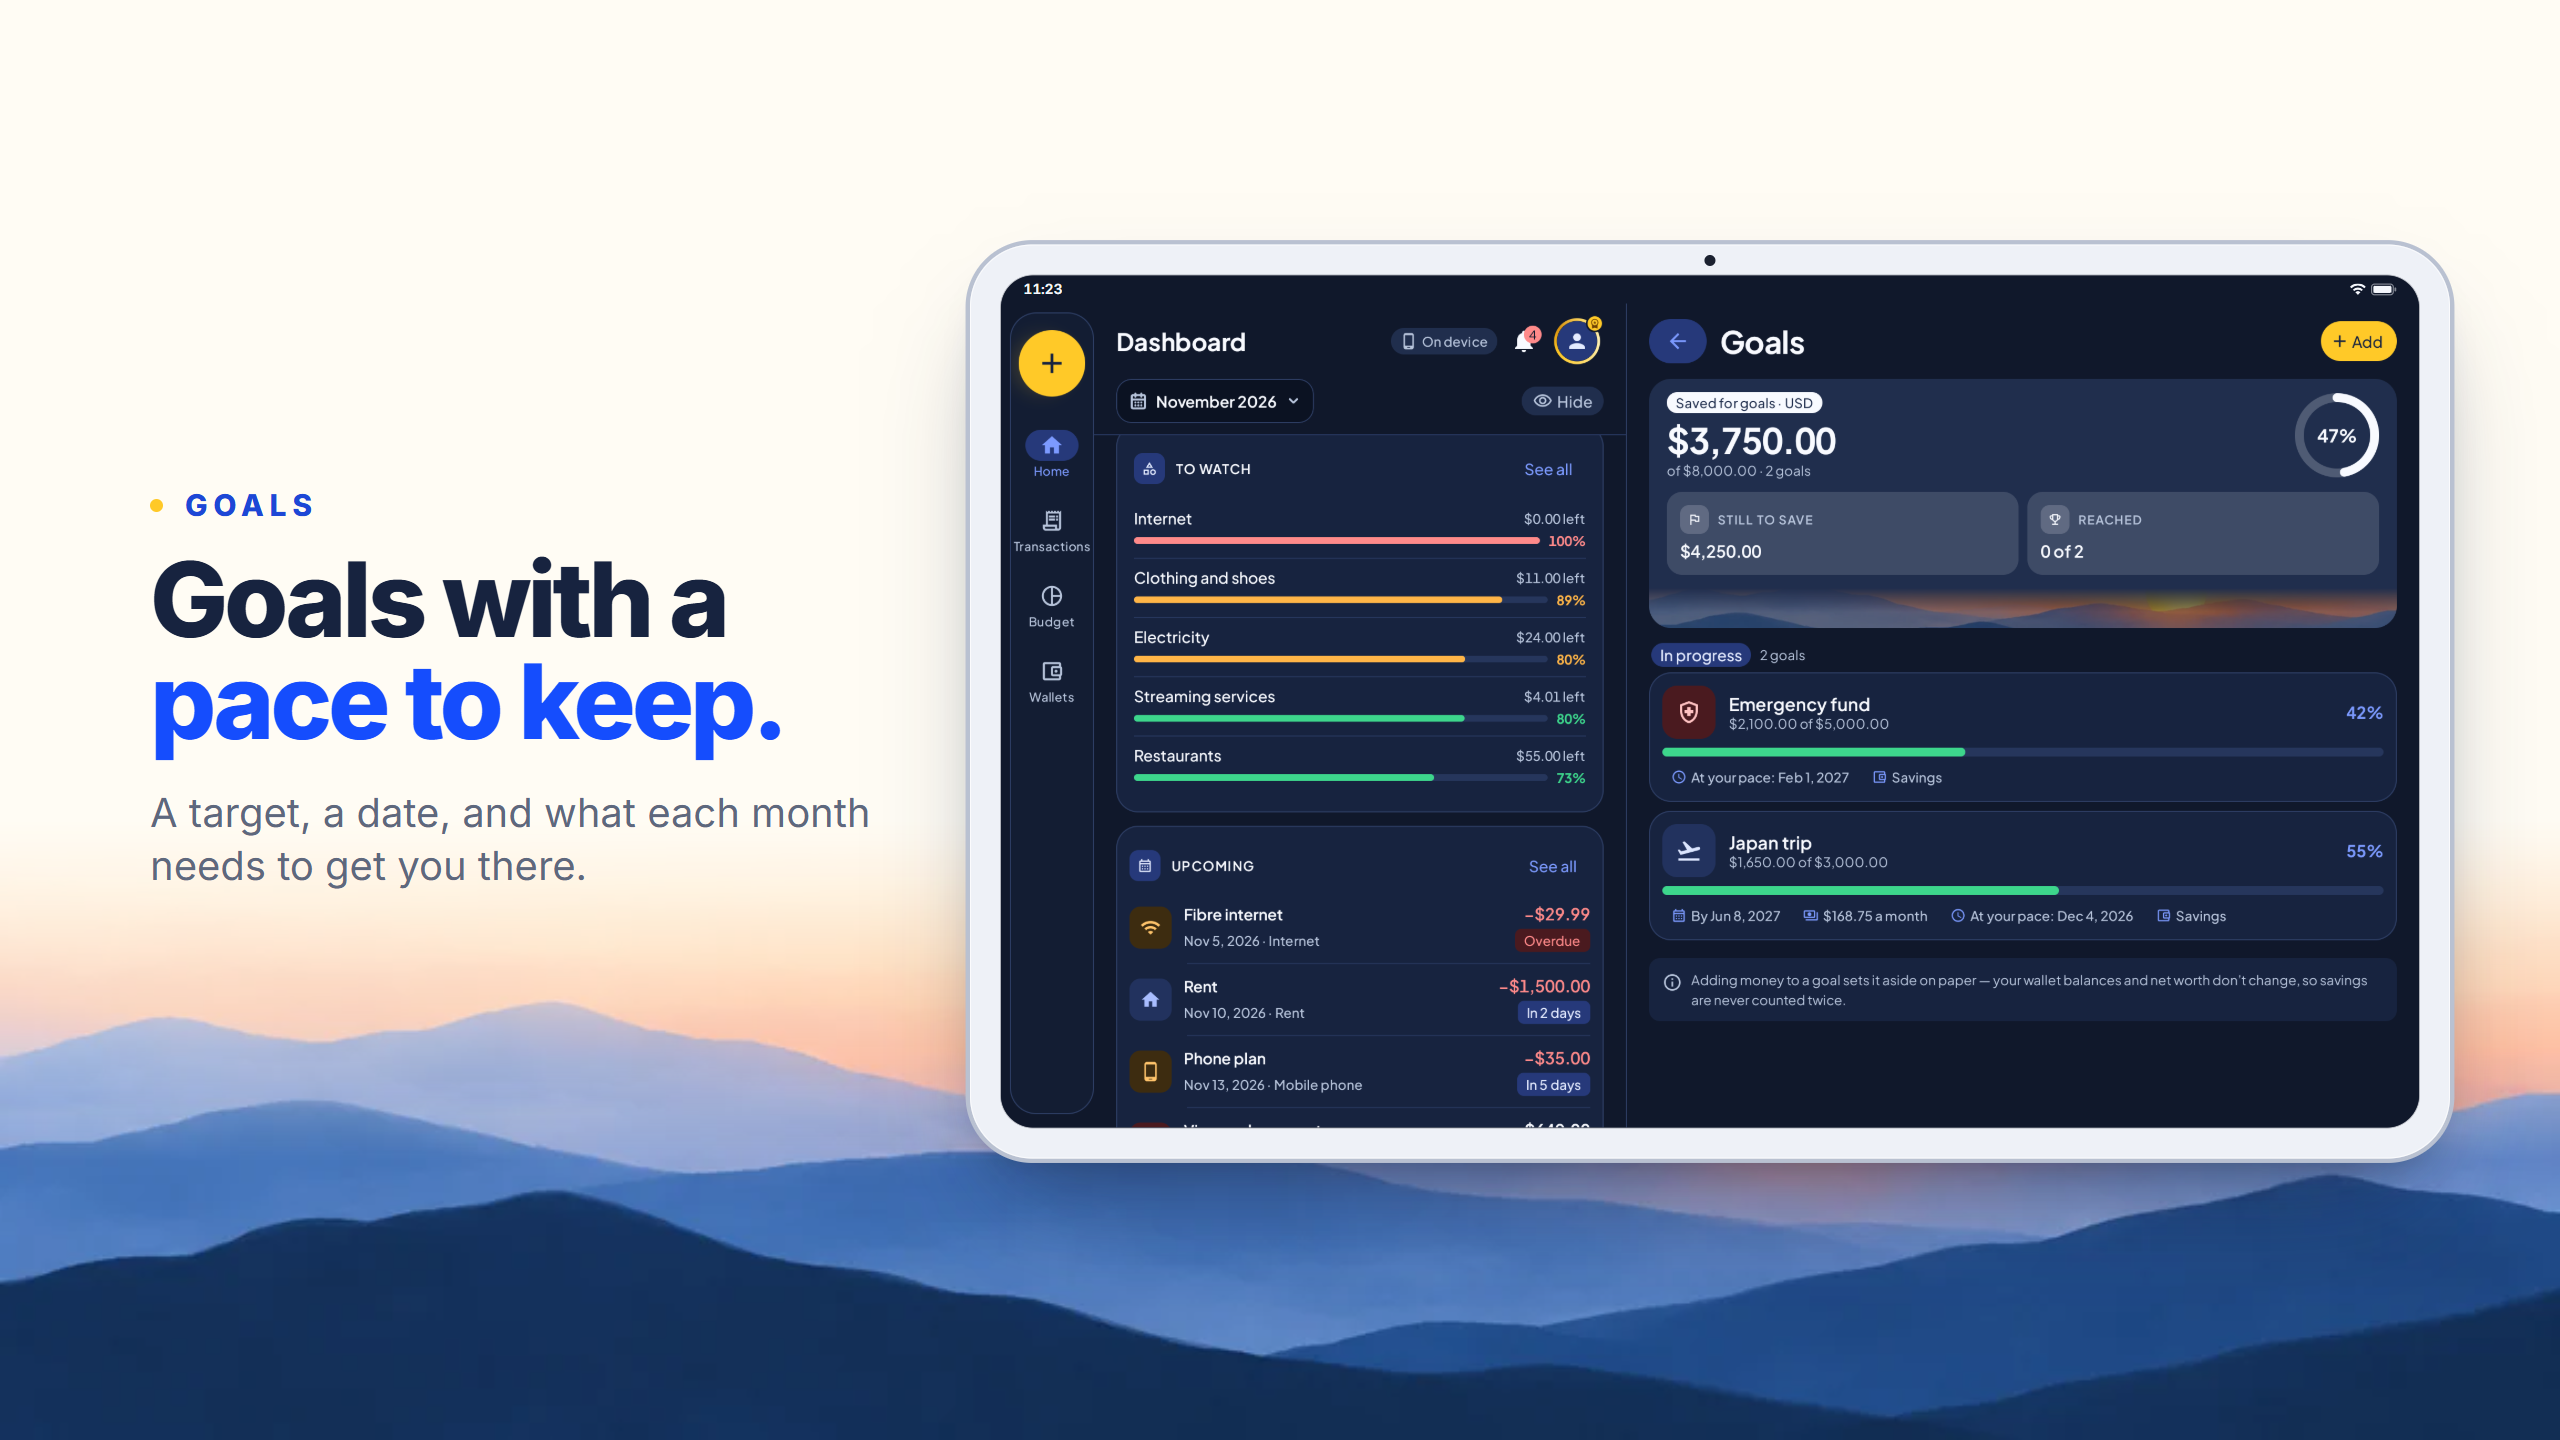 GOALS
Goals with a
pace to keep.
A target, a date, and what each month
needs to get you there.
11:23
Home
Transactions
Budget
Wallets
Dashboard
On device
4
November 2026
Hide
TO WATCH
See all
Internet
$0.00 left
100%
Clothing and shoes
$11.00 left
89%
Electricity
$24.00 left
80%
Streaming services
$4.01 left
80%
Restaurants
$55.00 left
73%
UPCOMING
See all
Fibre internet
−$29.99
Nov 5, 2026 · Internet
Overdue
Rent
−$1,500.00
Nov 10, 2026 · Rent
In 2 days
Phone plan
−$35.00
Nov 13, 2026 · Mobile phone
In 5 days
Goals
+ Add
Saved for goals · USD
$3,750.00
of $8,000.00 · 2 goals
47%
STILL TO SAVE
$4,250.00
REACHED
0 of 2
In progress
2 goals
Emergency fund
$2,100.00 of $5,000.00
42%
At your pace: Feb 1, 2027
Savings
Japan trip
$1,650.00 of $3,000.00
55%
By Jun 8, 2027
$168.75 a month
At your pace: Dec 4, 2026
Savings
Adding money to a goal sets it aside on paper — your wallet balances and net worth don't change, so savings
are never counted twice.